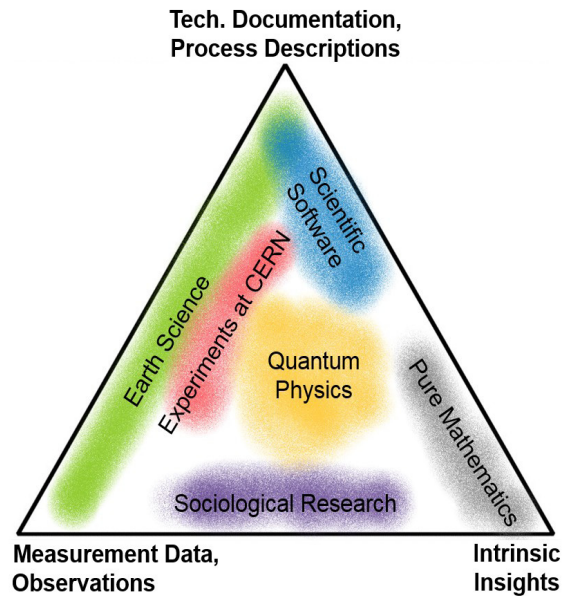 Tech. Documentation,
Process Descriptions
Scientific
Software
Earth Science
Experiments at CERN
Quantum
Physics
Pure Mathematics
Sociological Research
Measurement Data,
Observations
Intrinsic
Insights